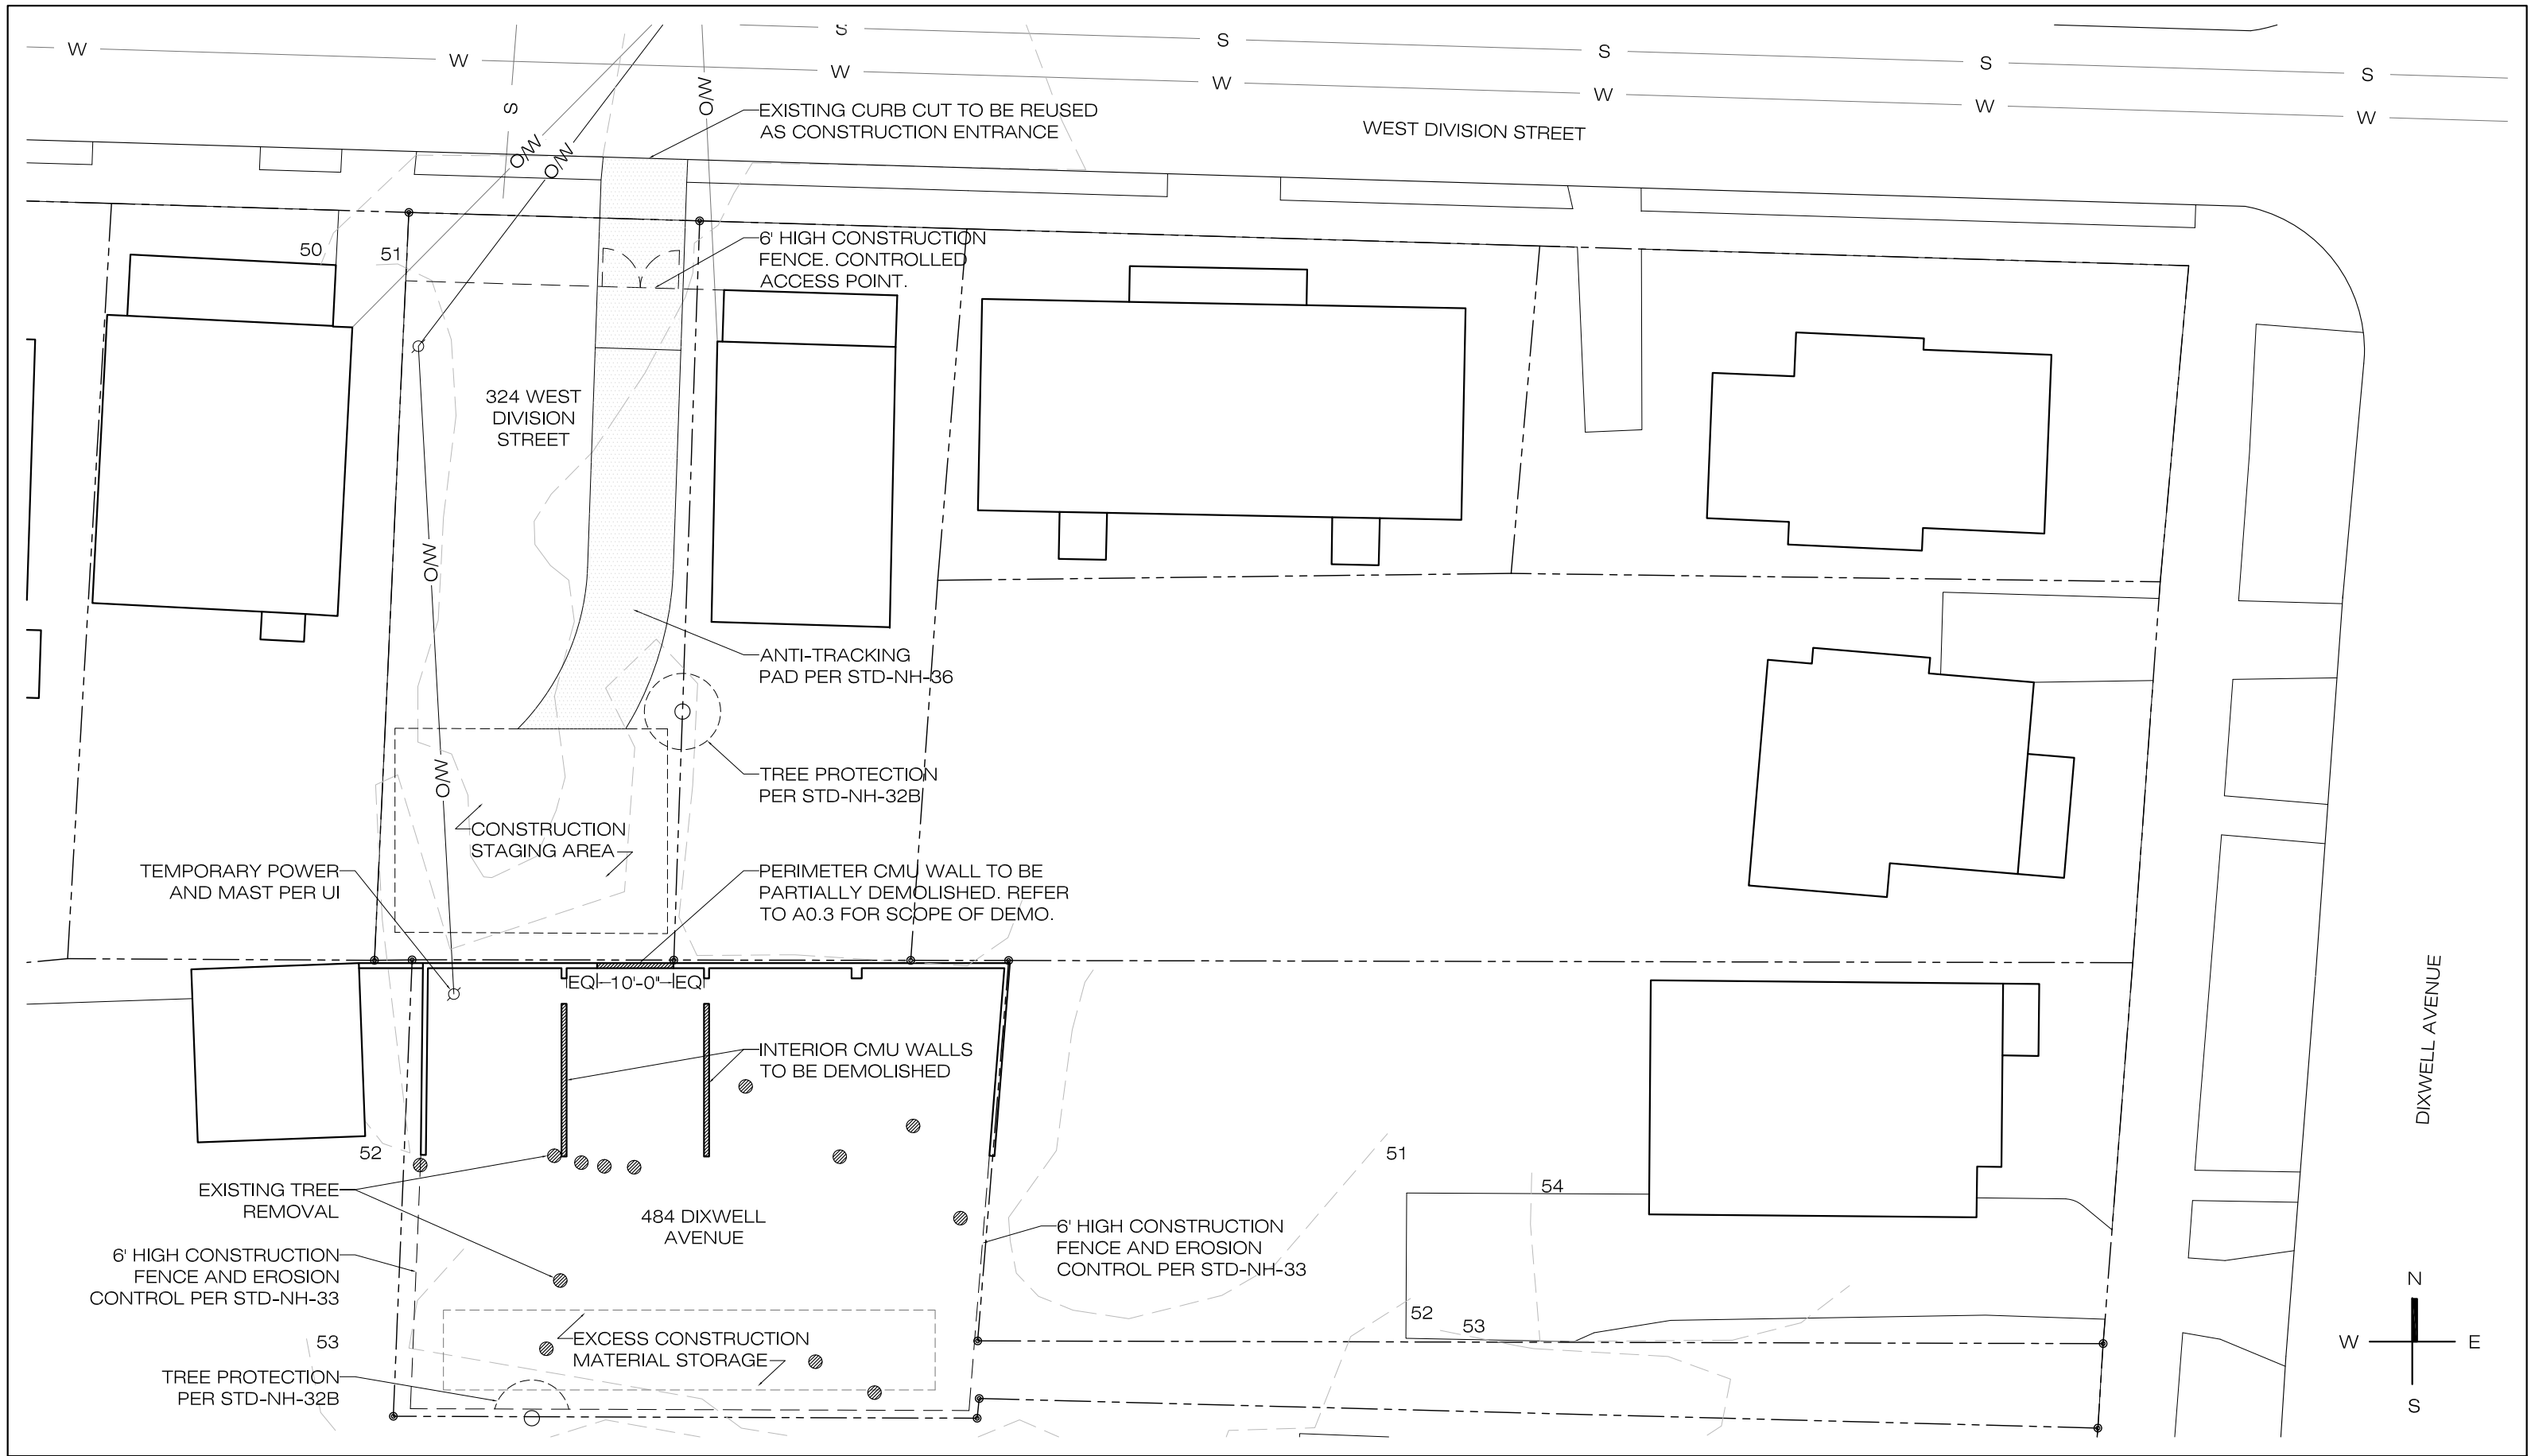 S
S
S
S
S
W
W
W
W
W
W
W
S
O/W
O/W
O/W
EXISTING CURB CUT TO BE REUSED
AS CONSTRUCTION ENTRANCE
WEST DIVISION STREET
50
51
6' HIGH CONSTRUCTION
FENCE. CONTROLLED
ACCESS POINT.
324 WEST
DIVISION
STREET
O/W
ANTI-TRACKING
PAD PER STD-NH-36
TREE PROTECTION
PER STD-NH-32B
O/W
CONSTRUCTION
STAGING AREA
TEMPORARY POWER
AND MAST PER UI
PERIMETER CMU WALL TO BE
PARTIALLY DEMOLISHED. REFER
TO A0.3 FOR SCOPE OF DEMO.
EQ 10'-0" EQ
DIXWELL AVENUE
INTERIOR CMU WALLS
TO BE DEMOLISHED
52
51
54
EXISTING TREE
REMOVAL
484 DIXWELL
AVENUE
6' HIGH CONSTRUCTION
FENCE AND EROSION
CONTROL PER STD-NH-33
6' HIGH CONSTRUCTION
FENCE AND EROSION
CONTROL PER STD-NH-33
52
53
53
EXCESS CONSTRUCTION
MATERIAL STORAGE
TREE PROTECTION
PER STD-NH-32B
N
W E
S